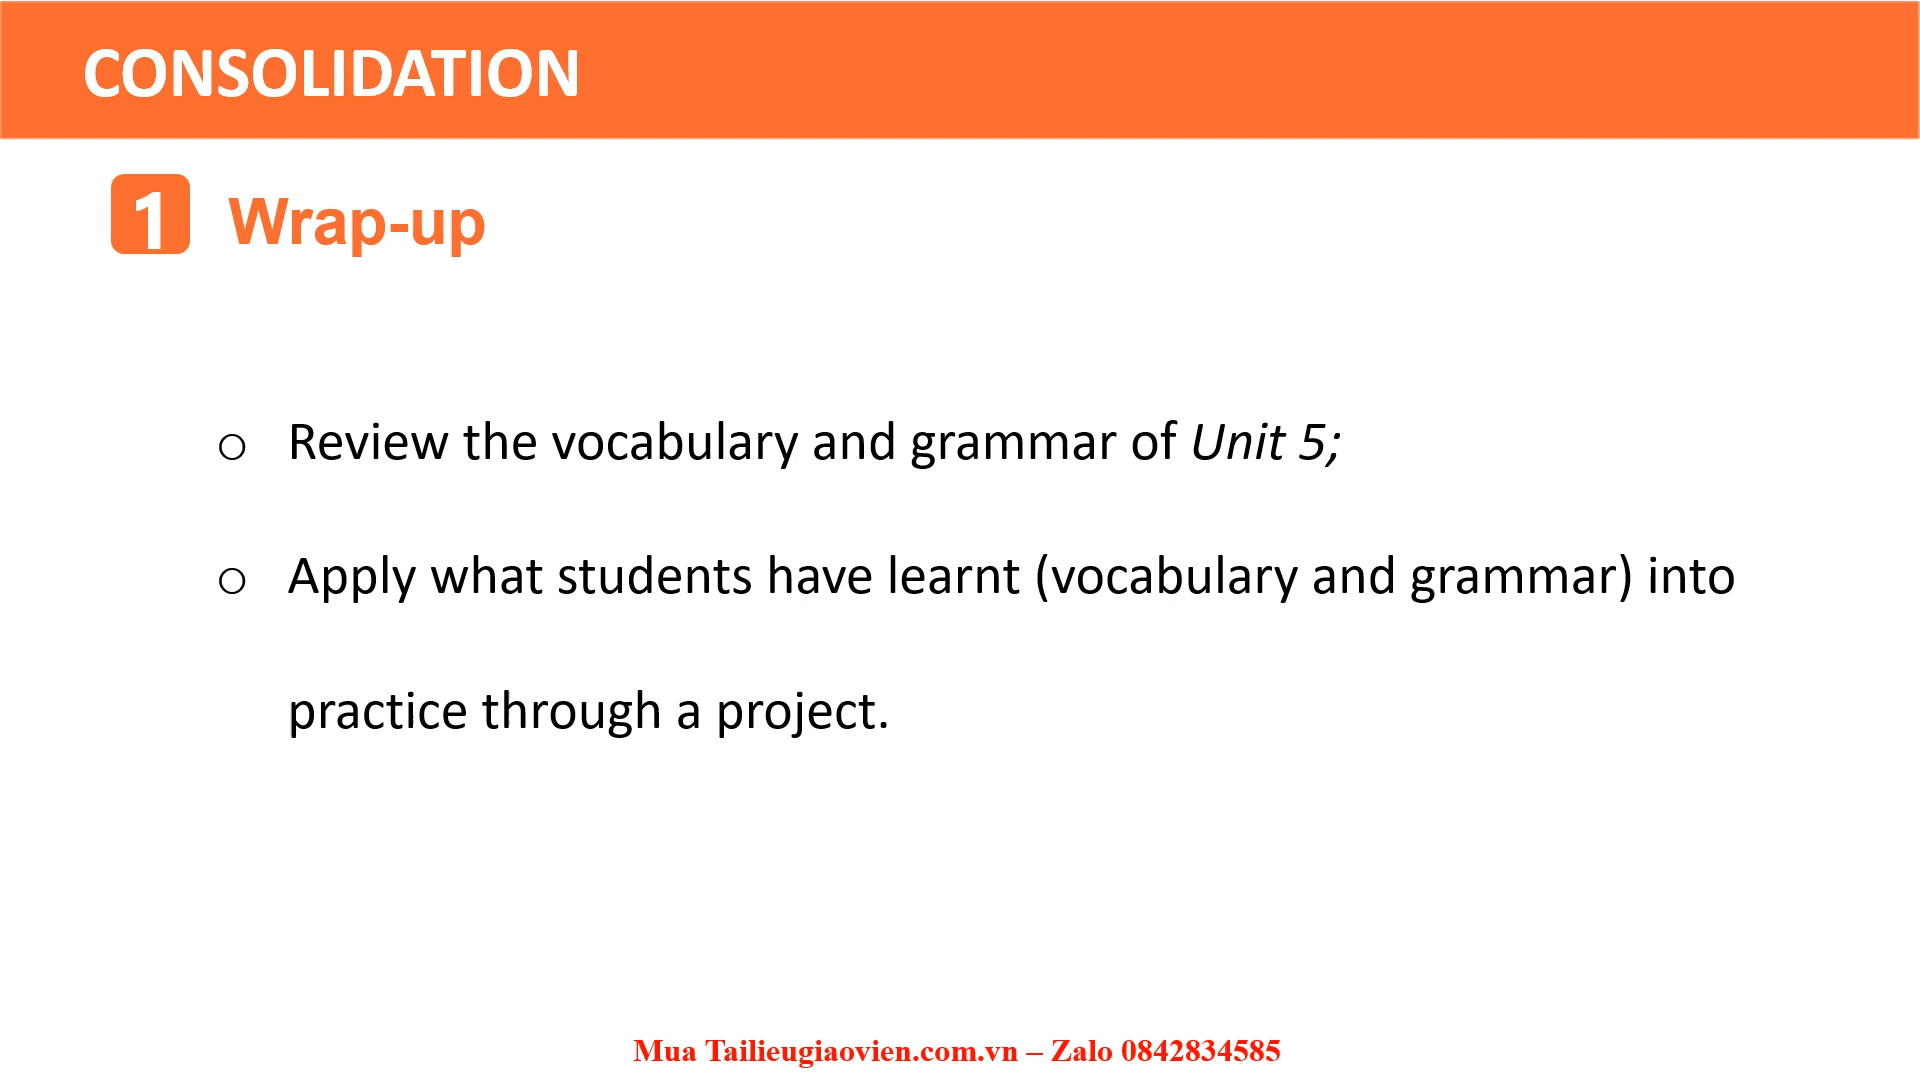 CONSOLIDATION
1 Wrap-up
o Review the vocabulary and grammar of Unit 5;
o Apply what students have learnt (vocabulary and grammar) into
practice through a project.
Mua Tailieugiaovien.com.vn – Zalo 0842834585